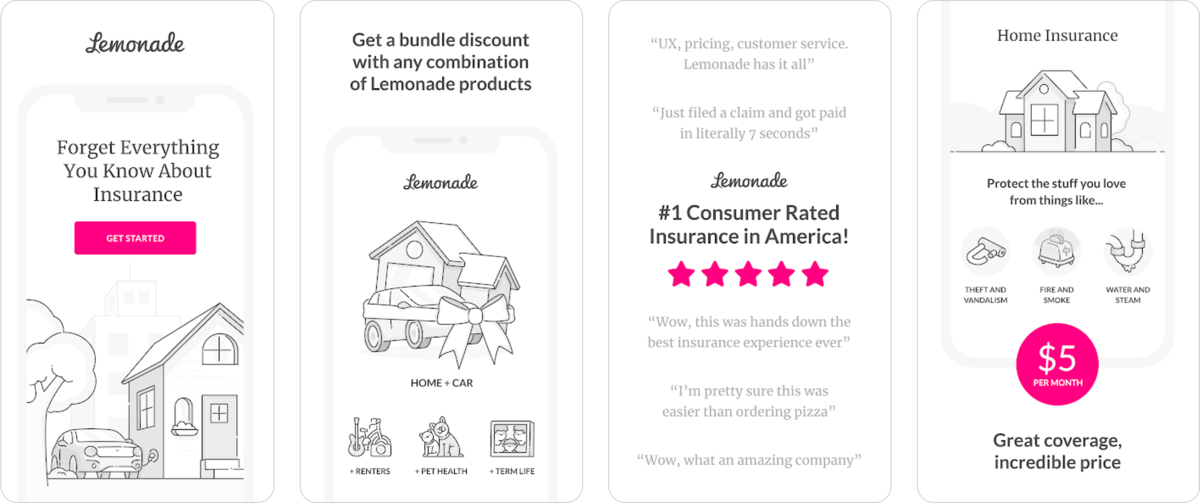 Lemonade
Forget Everything
You Know About
Insurance
GET STARTED
Get a bundle discount
with any combination
of Lemonade products
Lemonade
HOME + CAR
+ RENTERS
+ PET HEALTH
+ TERM LIFE
“UX, pricing, customer service.
Lemonade has it all”
“Just filed a claim and got paid
in literally 7 seconds”
Lemonade
#1 Consumer Rated
Insurance in America!
“Wow, this was hands down the
best insurance experience ever”
“I’m pretty sure this was
easier than ordering pizza”
“Wow, what an amazing company”
Home Insurance
Protect the stuff you love
from things like...
THEFT AND
VANDALISM
FIRE AND
SMOKE
WATER AND
STEAM
$5
PER MONTH
Great coverage,
incredible price